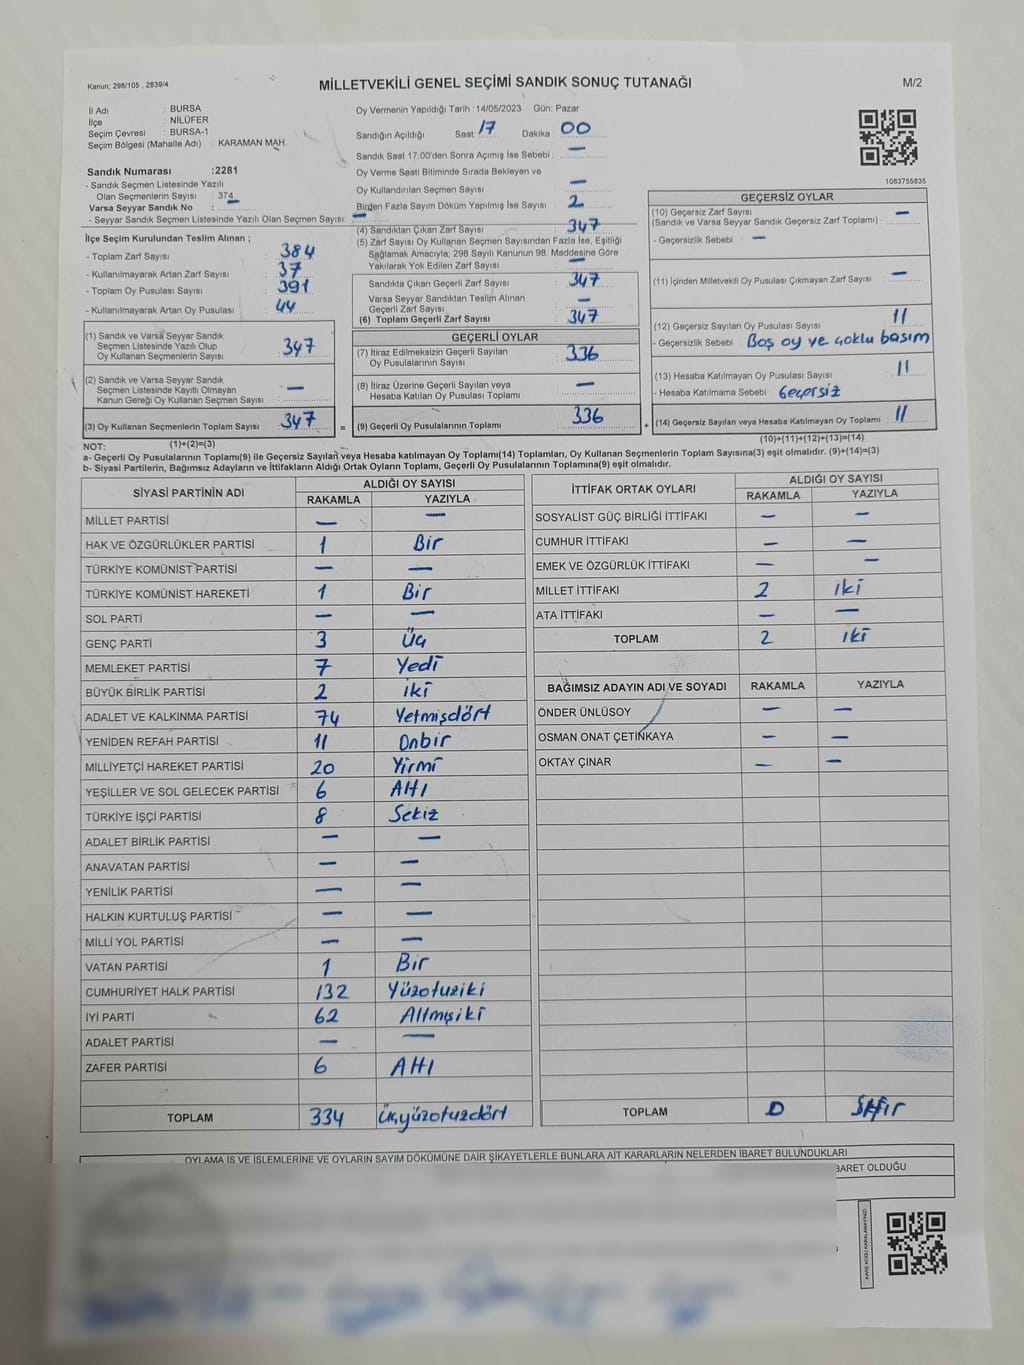 Kanun; 298/105 , 2839/4
MİLLETVEKİLİ GENEL SEÇİMİ SANDIK SONUÇ TUTANAĞI
M/2
İl Adı : BURSA
İlçe : NİLÜFER
Seçim Çevresi : BURSA-1
Seçim Bölgesi (Mahalle Adı) : KARAMAN MAH.
Sandık Numarası :2281
- Sandık Seçmen Listesinde Yazılı
Olan Seçmenlerin Sayısı : 374
Varsa Seyyar Sandık No : —
- Seyyar Sandık Seçmen Listesinde Yazılı Olan Seçmen Sayısı: —
Oy Vermenin Yapıldığı Tarih : 14/05/2023 Gün: Pazar
Sandığın Açıldığı Saat: 17 Dakika : 00
Sandık Saat 17:00'den Sonra Açımış İse Sebebi : —
Oy Verme Saati Bitiminde Sırada Bekleyen ve
Oy Kullandırılan Seçmen Sayısı : —
Birden Fazla Sayım Döküm Yapılmış İse Sayısı : 2
1083755835
İlçe Seçim Kurulundan Teslim Alınan ;
- Toplam Zarf Sayısı : 384
- Kullanılmayarak Artan Zarf Sayısı : 37
- Toplam Oy Pusulası Sayısı : 391
- Kullanılmayarak Artan Oy Pusulası : 44
(1) Sandık ve Varsa Seyyar Sandık
Seçmen Listesinde Yazılı Olup
Oy Kullanan Seçmenlerin Sayısı : 347
(2) Sandık ve Varsa Seyyar Sandık
Seçmen Listesinde Kayıtlı Olmayan
Kanun Gereği Oy Kullanan Seçmen Sayısı : —
(3) Oy Kullanan Seçmenlerin Toplam Sayısı : 347
(4) Sandıktan Çıkan Zarf Sayısı : 347
(5) Zarf Sayısı Oy Kullanan Seçmen Sayısından Fazla İse, Eşitliği
Sağlamak Amacıyla; 298 Sayılı Kanunun 98. Maddesine Göre
Yakılarak Yok Edilen Zarf Sayısı : —
Sandıkta Çıkan Geçerli Zarf Sayısı : 347
Varsa Seyyar Sandıktan Teslim Alınan
Geçerli Zarf Sayısı : —
(6) Toplam Geçerli Zarf Sayısı : 347
GEÇERLİ OYLAR
(7) İtiraz Edilmeksizin Geçerli Sayılan
Oy Pusulalarının Sayısı : 336
(8) İtiraz Üzerine Geçerli Sayılan veya
Hesaba Katılan Oy Pusulası Toplamı : —
= (9) Geçerli Oy Pusulalarının Toplamı : 336
GEÇERSİZ OYLAR
(10) Geçersiz Zarf Sayısı : —
(Sandık ve Varsa Seyyar Sandık Geçersiz Zarf Toplamı)
- Geçersizlik Sebebi : —
(11) İçinden Milletvekili Oy Pusulası Çıkmayan Zarf Sayısı : —
(12) Geçersiz Sayılan Oy Pusulası Sayısı : 11
- Geçersizlik Sebebi : Boş oy ve çoklu basım
(13) Hesaba Katılmayan Oy Pusulası Sayısı : 11
- Hesaba Katılmama Sebebi : Geçersiz
+ (14) Geçersiz Sayılan veya Hesaba Katılmayan Oy Toplamı : 11
NOT: (1)+(2)=(3) (10)+(11)+(12)+(13)=(14)
a- Geçerli Oy Pusulalarının Toplamı(9) ile Geçersiz Sayılan veya Hesaba katılmayan Oy Toplamı(14) Toplamları, Oy Kullanan Seçmenlerin Toplam Sayısına(3) eşit olmalıdır. (9)+(14)=(3)
b- Siyasi Partilerin, Bağımsız Adayların ve İttifakların Aldığı Ortak Oyların Toplamı, Geçerli Oy Pusulalarının Toplamına(9) eşit olmalıdır.
SİYASİ PARTİNİN ADI ALDIĞI OY SAYISI
RAKAMLA YAZIYLA
MİLLET PARTİSİ — —
HAK VE ÖZGÜRLÜKLER PARTİSİ 1 Bir
TÜRKİYE KOMÜNİST PARTİSİ — —
TÜRKİYE KOMÜNİST HAREKETİ 1 Bir
SOL PARTİ — —
GENÇ PARTİ 3 Üç
MEMLEKET PARTİSİ 7 Yedi
BÜYÜK BİRLİK PARTİSİ 2 iki
ADALET VE KALKINMA PARTİSİ 74 Yetmişdört
YENİDEN REFAH PARTİSİ 11 Onbir
MİLLİYETÇİ HAREKET PARTİSİ 20 Yirmi
YEŞİLLER VE SOL GELECEK PARTİSİ 6 Altı
TÜRKİYE İŞÇİ PARTİSİ 8 Sekiz
ADALET BİRLİK PARTİSİ — —
ANAVATAN PARTİSİ — —
YENİLİK PARTİSİ — —
HALKIN KURTULUŞ PARTİSİ — —
MİLLİ YOL PARTİSİ — —
VATAN PARTİSİ 1 Bir
CUMHURİYET HALK PARTİSİ 132 Yüzotuziki
İYİ PARTİ 62 Altmışiki
ADALET PARTİSİ — —
ZAFER PARTİSİ 6 Altı
TOPLAM 334 üçyüzotuzdört
İTTİFAK ORTAK OYLARI ALDIĞI OY SAYISI
RAKAMLA YAZIYLA
SOSYALİST GÜÇ BİRLİĞİ İTTİFAKI — —
CUMHUR İTTİFAKI — —
EMEK VE ÖZGÜRLÜK İTTİFAKI — —
MİLLET İTTİFAKI 2 iki
ATA İTTİFAKI — —
TOPLAM 2 iki
BAĞIMSIZ ADAYIN ADI VE SOYADI RAKAMLA YAZIYLA
ÖNDER ÜNLÜSOY — —
OSMAN ONAT ÇETİNKAYA — —
OKTAY ÇINAR — —
TOPLAM 0 Sıfır
OYLAMA İŞ VE İŞLEMLERİNE VE OYLARIN SAYIM DÖKÜMÜNE DAİR ŞİKAYETLERLE BUNLARA AİT KARARLARIN NELERDEN İBARET BULUNDUKLARI
BARET OLDUĞU
KARE KODU KARALAMAYINIZ!